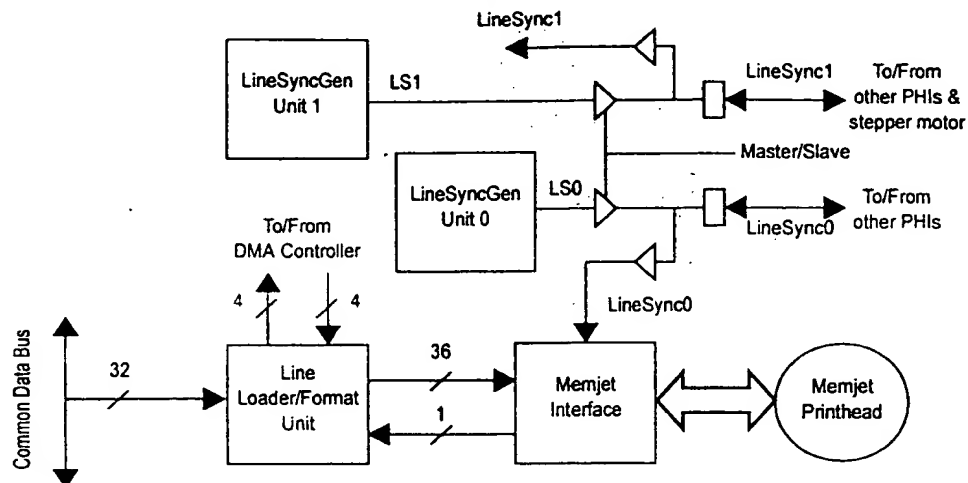 LineSync1
LineSyncGen
Unit 1
LS1
LineSync1
To/From
other PHIs &
stepper motor
Master/Slave
LineSyncGen
Unit 0
LS0
LineSync0
To/From
other PHIs
To/From
DMA Controller
4
4
LineSync0
Common Data Bus
32
Line
Loader/Format
Unit
36
1
Memjet
Interface
Memjet
Printhead